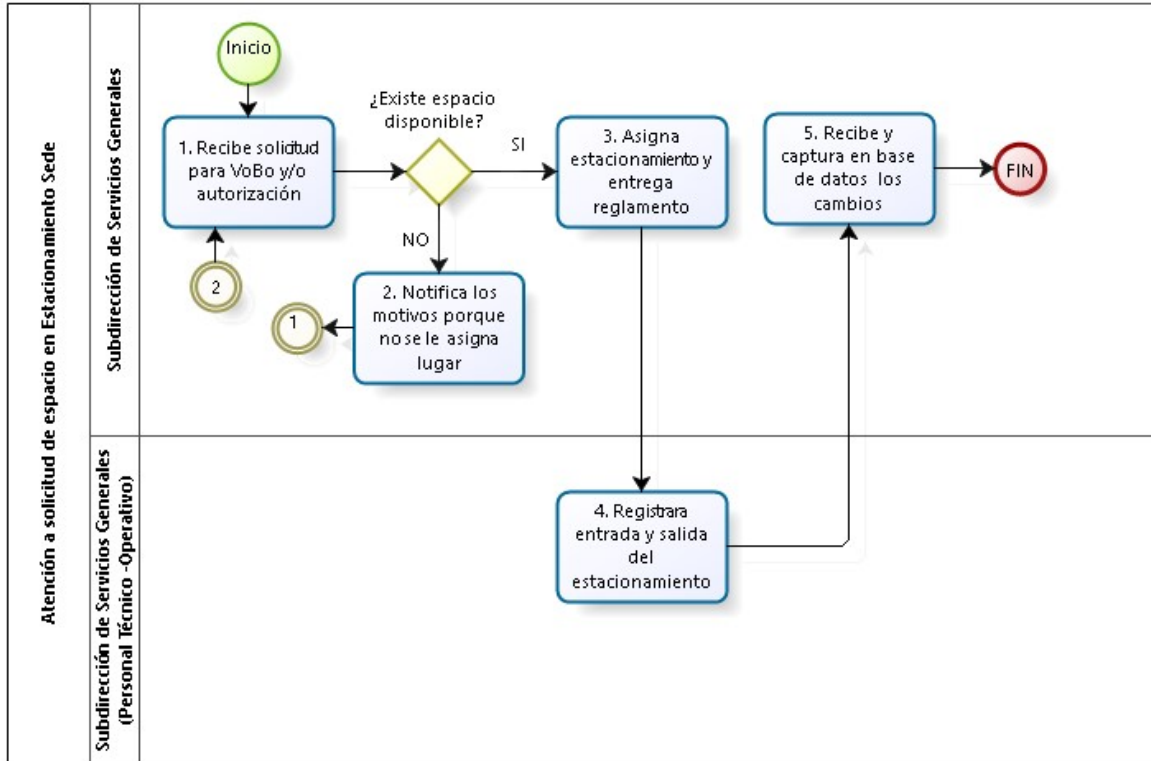 Atención a solicitud de espacio en Estacionamiento Sede
Subdirección de Servicios Generales
Inicio
1. Recibe solicitud
para VoBo y/o
autorización
2
¿Existe espacio
disponible?
SI
NO
2. Notifica los
motivos porque
no se le asigna
lugar
1
3. Asigna
estacionamiento y
entrega
reglamento
5. Recibe y
captura en base
de datos los
cambios
FIN
Subdirección de Servicios Generales
(Personal Técnico -Operativo)
4. Registrara
entrada y salida
del
estacionamiento